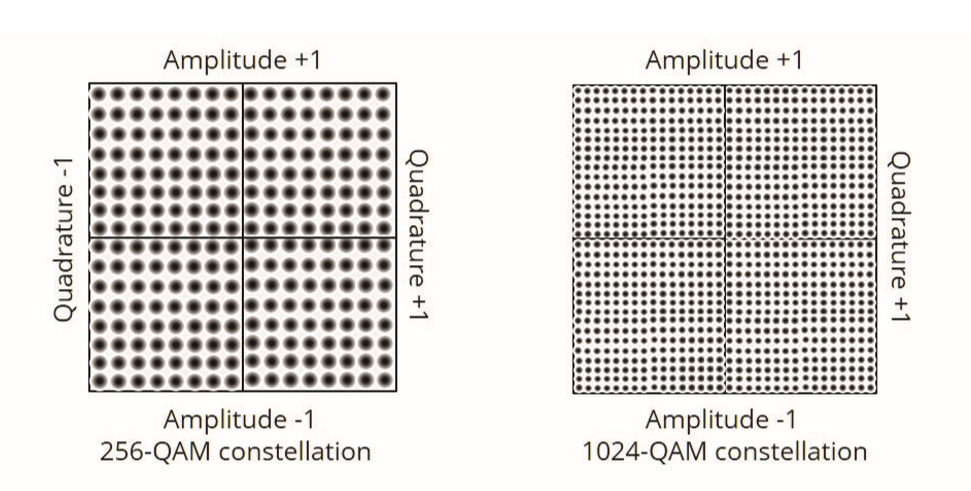 Amplitude +1
Quadrature -1
Quadrature +1
Amplitude -1
256-QAM constellation
Amplitude +1
Quadrature +1
Amplitude -1
1024-QAM constellation